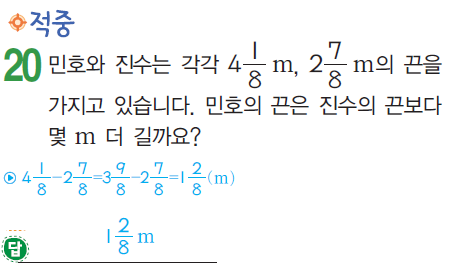 적중
20 민호와 진수는 각각 4 1/8 m, 2 7/8 m의 끈을
가지고 있습니다. 민호의 끈은 진수의 끈보다
몇 m 더 길까요?
4 1/8 - 2 7/8 = 3 9/8 - 2 7/8 = 1 2/8 (m)
답 1 2/8 m